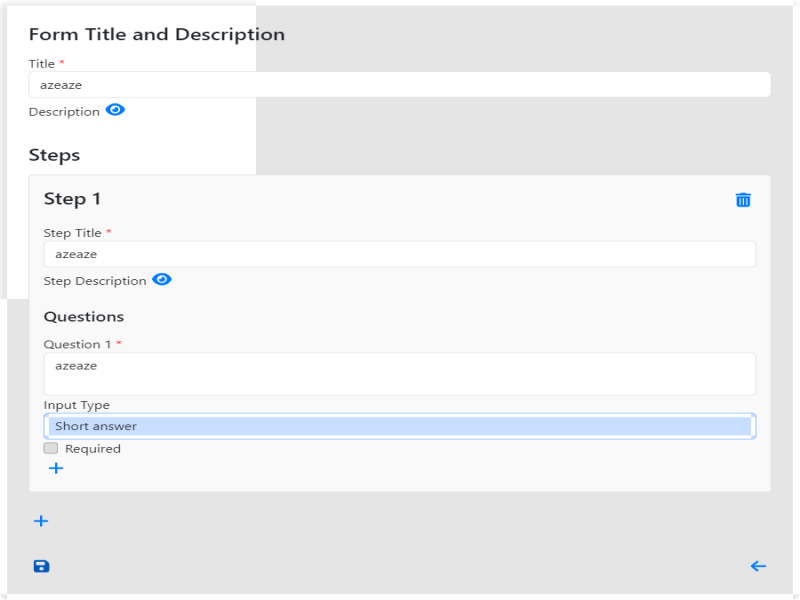 Form Title and Description
Title *
azeaze
Description
Steps
Step 1
Step Title *
azeaze
Step Description
Questions
Question 1 *
azeaze
Input Type
Short answer
Required